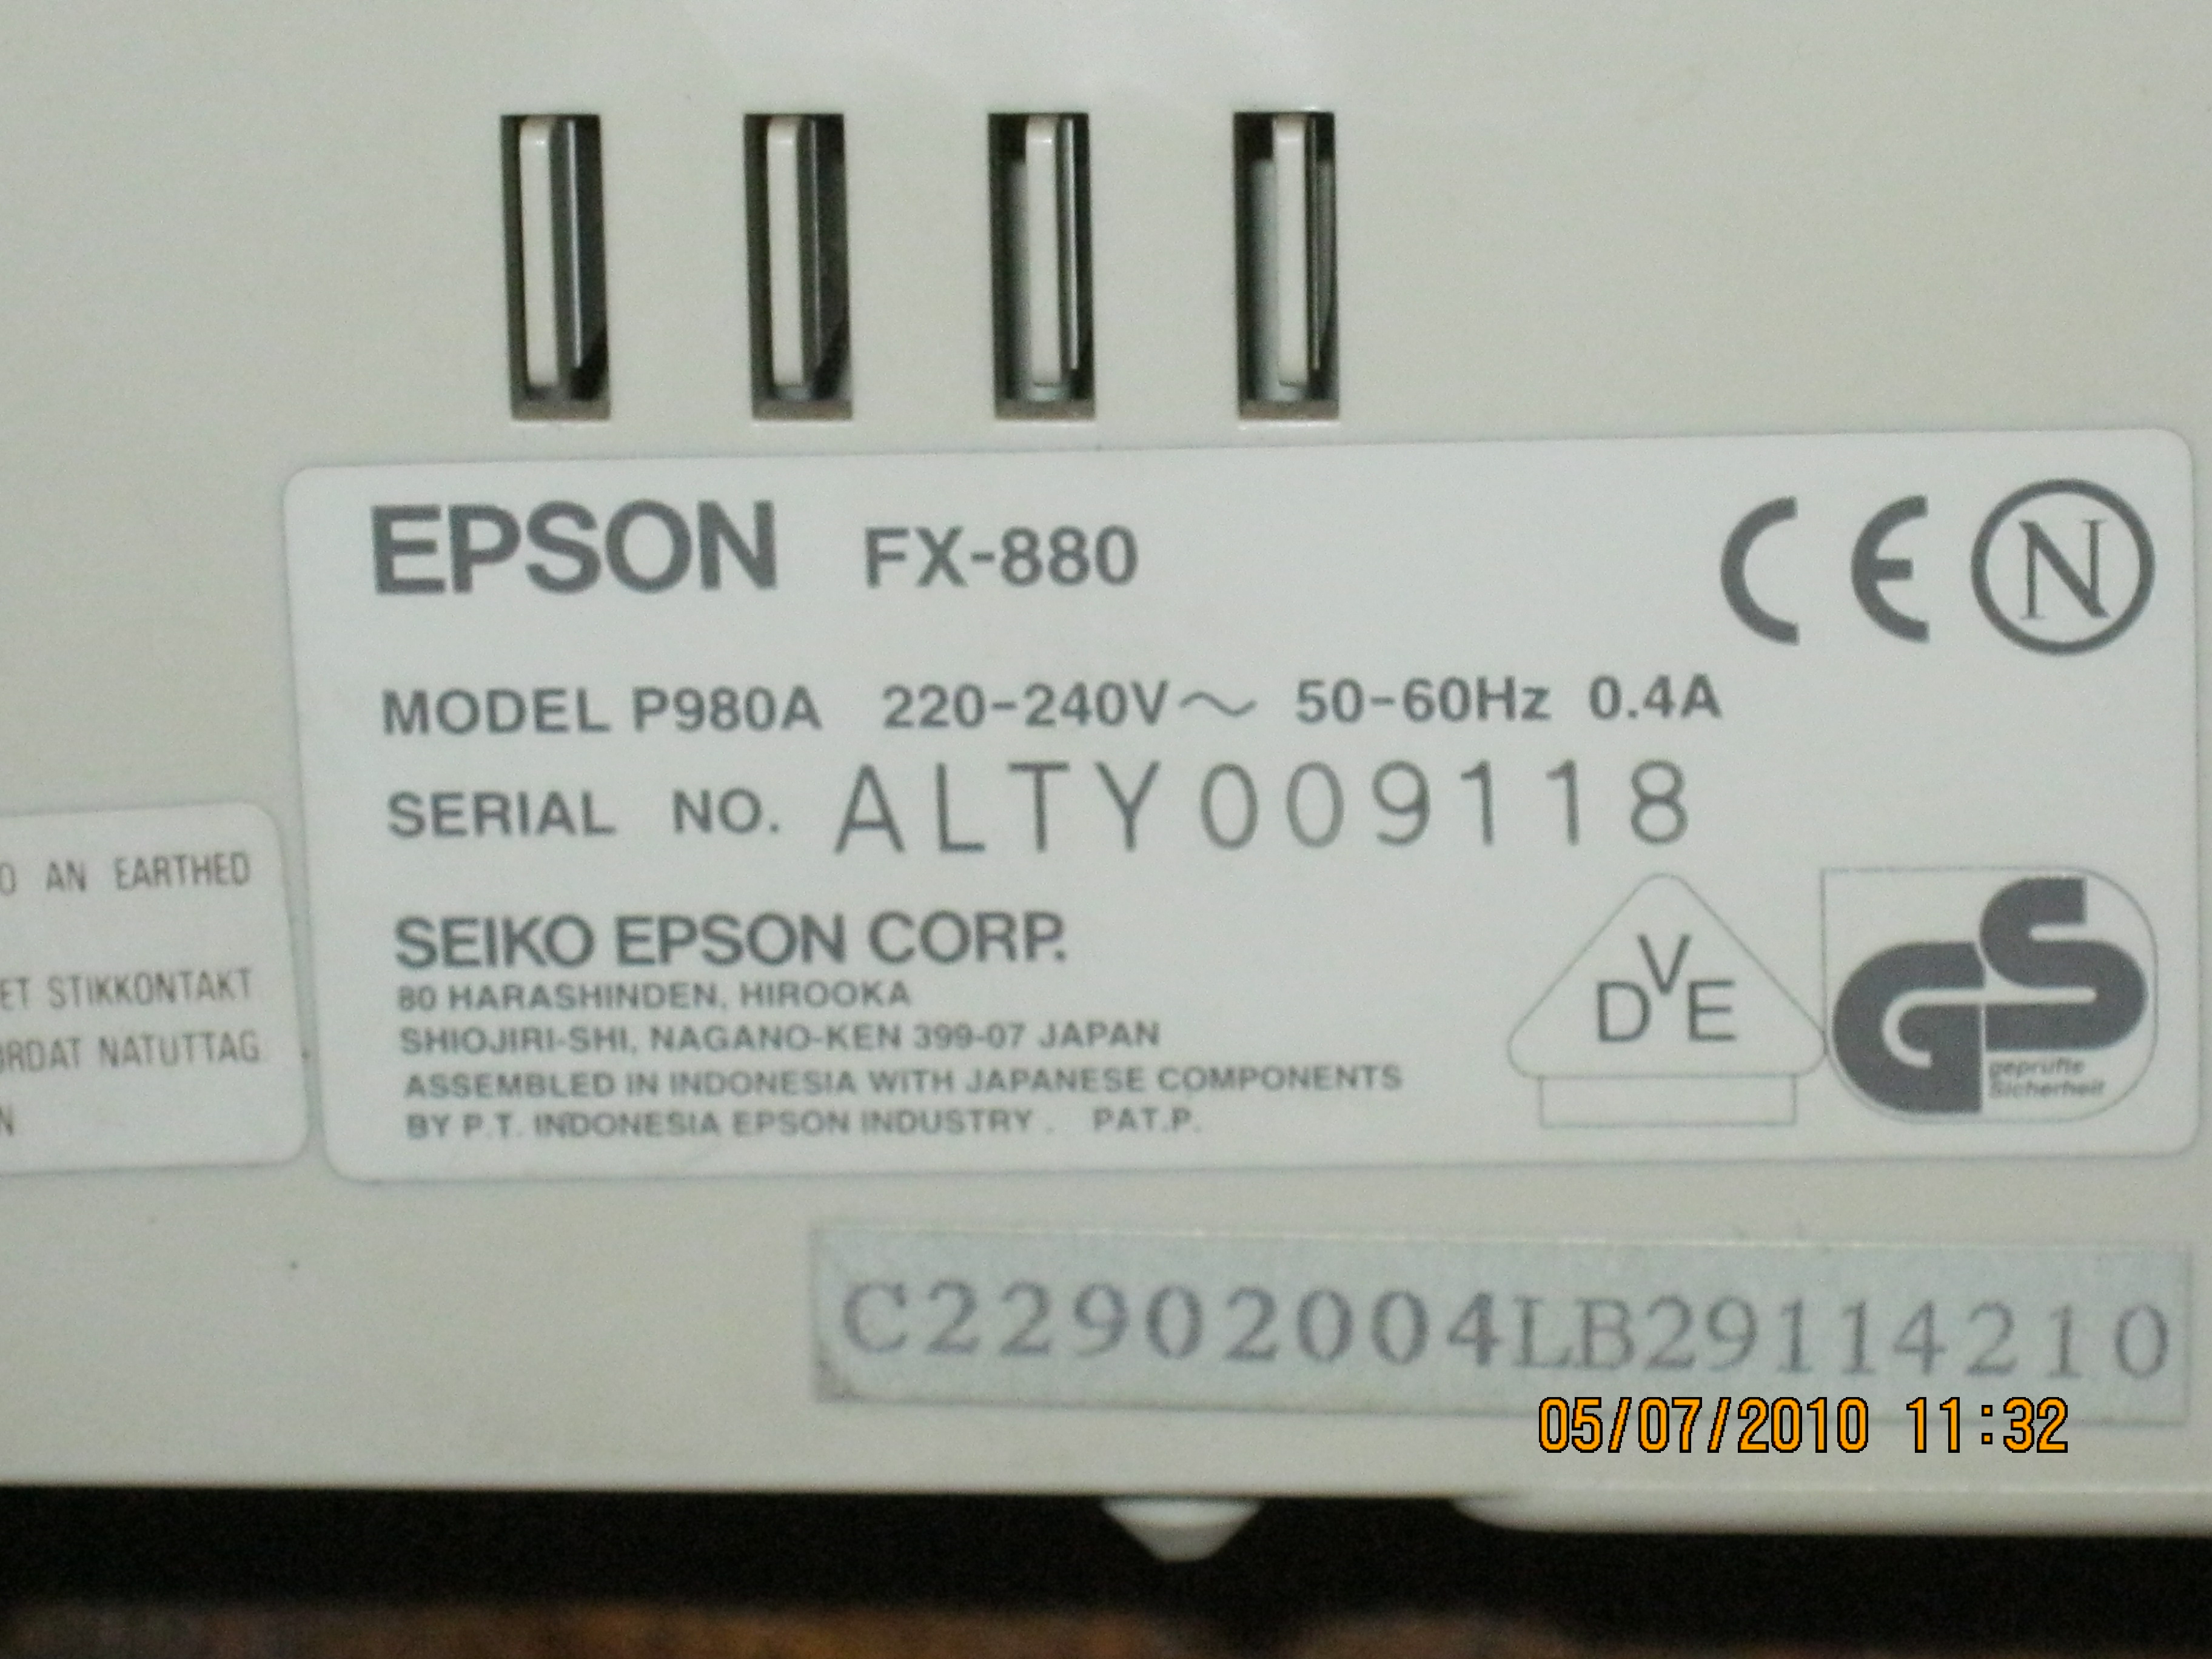 EPSON FX-880
CE N
MODEL P980A 220-240V~ 50-60Hz 0.4A
SERIAL NO. ALTY009118
SEIKO EPSON CORP.
80 HARASHINDEN, HIROOKA
SHIOJIRI-SHI, NAGANO-KEN 399-07 JAPAN
ASSEMBLED IN INDONESIA WITH JAPANESE COMPONENTS
BY P.T. INDONESIA EPSON INDUSTRY . PAT.P.
DVE
GS
geprüfte
Sicherheit
AN EARTHED
STIKKONTAKT
NATUTTAG
C22902004LB29114210
05/07/2010 11:32